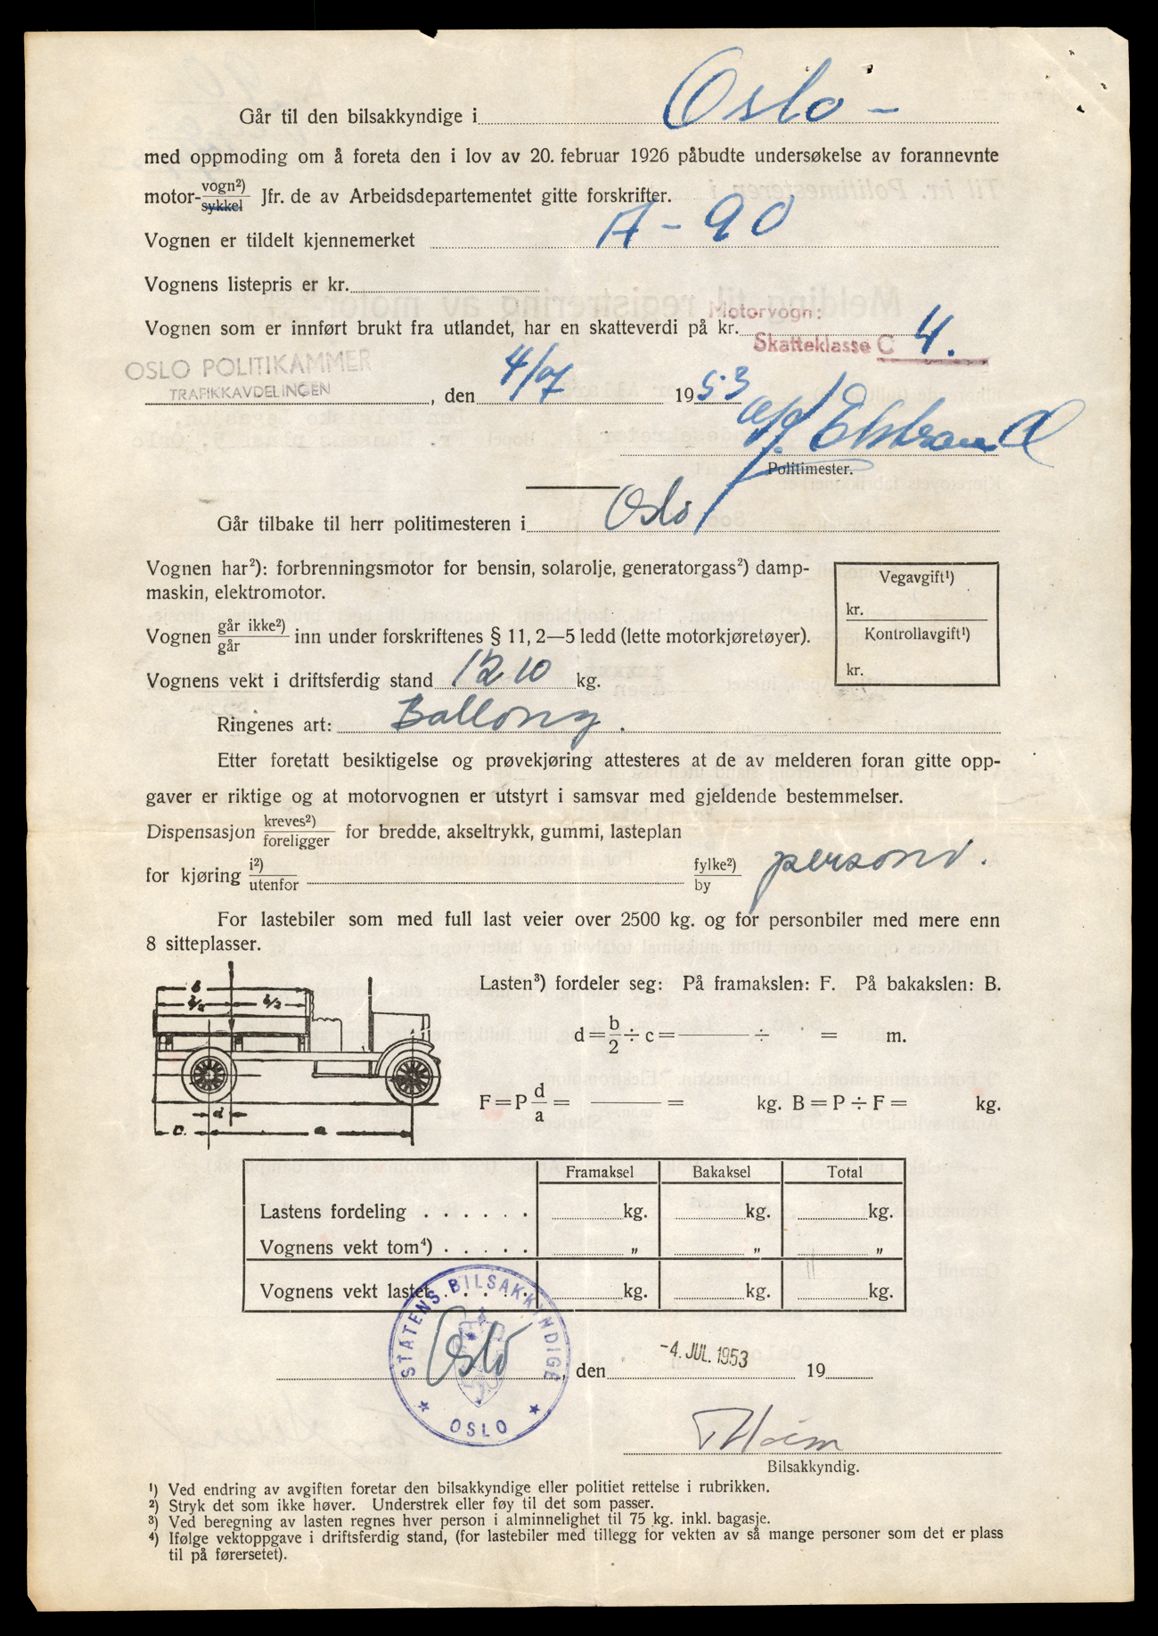 Går til den bilsakkyndige i Oslo –
med oppmoding om å foreta den i lov av 20. februar 1926 påbudte undersøkelse av forannevnte
motor- vogn²) / sykkel Jfr. de av Arbeidsdepartementet gitte forskrifter.
Vognen er tildelt kjennemerket A – 90
Vognens listepris er kr.
Motorvogn:
Vognen som er innført brukt fra utlandet, har en skatteverdi på kr.
Skatteklasse C 4.
OSLO POLITIKAMMER
TRAFIKKAVDELINGEN
, den 4/7 1953
Politimester.
Går tilbake til herr politimesteren i Oslo
Vognen har²): forbrenningsmotor for bensin, solarolje, generatorgass²) damp-
maskin, elektromotor.
Vegavgift¹)
kr.
Kontrollavgift¹)
kr.
Vognen går ikke²) / går inn under forskriftenes § 11, 2—5 ledd (lette motorkjøretøyer).
Vognens vekt i driftsferdig stand 1210 kg.
Ringenes art: Ballong.
Etter foretatt besiktigelse og prøvekjøring attesteres at de av melderen foran gitte opp-
gaver er riktige og at motorvognen er utstyrt i samsvar med gjeldende bestemmelser.
Dispensasjon kreves²) / foreligger for bredde, akseltrykk, gummi, lasteplan
for kjøring i²) / utenfor fylke²) / by
For lastebiler som med full last veier over 2500 kg. og for personbiler med mere enn
8 sitteplasser.
Lasten³) fordeler seg: På framakslen: F. På bakakslen: B.
b
b/2 b/2
d = b/2 ÷ c = ÷ = m.
F = P d/a = = kg. B = P ÷ F = kg.
d
c a
Framaksel Bakaksel Total
Lastens fordeling . . . . . . kg. kg. kg.
Vognens vekt tom⁴) . . . . . „ „ „
Vognens vekt lastet . . . . . kg. kg. kg.
STATENS BILSAKKYNDIGE
OSLO
Oslo , den -4. JUL. 1953 19
Bilsakkyndig.
¹) Ved endring av avgiften foretar den bilsakkyndige eller politiet rettelse i rubrikken.
²) Stryk det som ikke høver. Understrek eller føy til det som passer.
³) Ved beregning av lasten regnes hver person i alminnelighet til 75 kg. inkl. bagasje.
⁴) Ifølge vektoppgave i driftsferdig stand, (for lastebiler med tillegg for vekten av så mange personer som det er plass
til på førersetet).